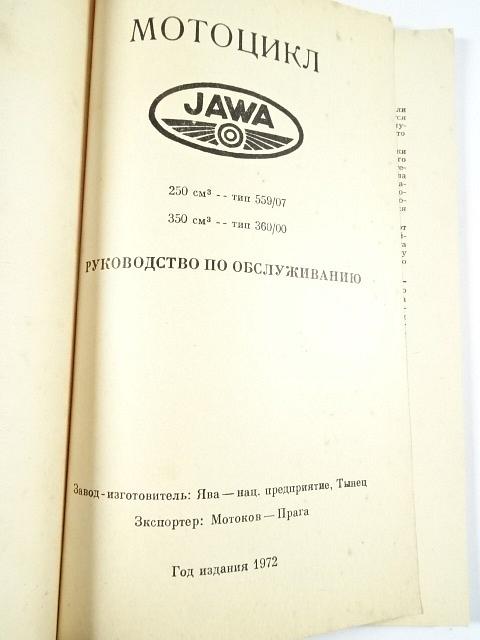 МОТОЦИКЛ
JAWA
250 см³ -- тип 559/07
350 см³ -- тип 360/00
РУКОВОДСТВО ПО ОБСЛУЖИВАНИЮ
Завод-изготовитель: Ява — нац. предприятие, Тынец
Зкспортер: Мотоков — Прага
Год издания 1972